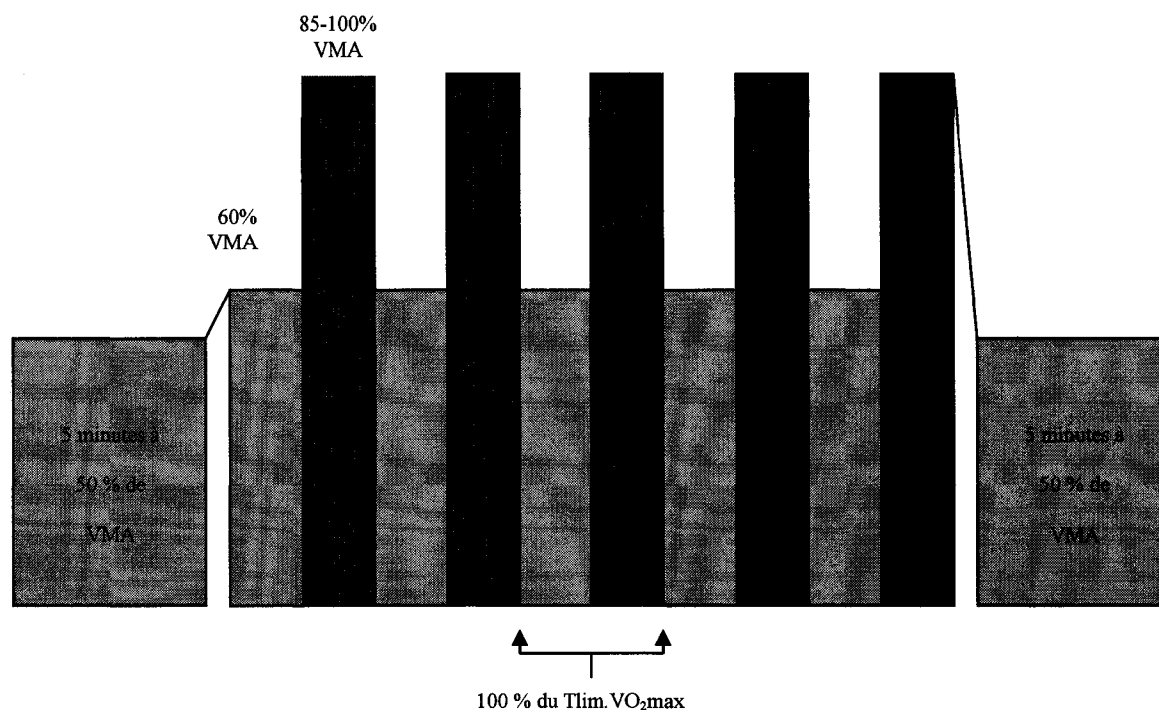 85-100%
VMA
60%
VMA
5 minutes à
50 % de
VMA
5 minutes à
50 % de
VMA
100 % du Tlim.VO₂max